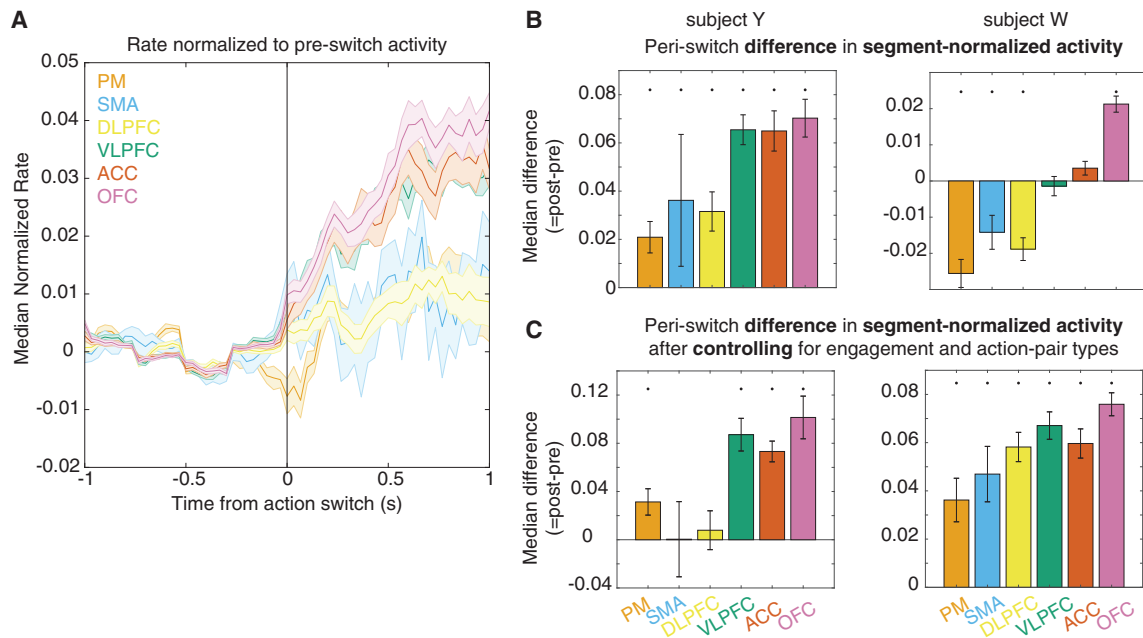 A
Rate normalized to pre-switch activity
Median Normalized Rate
0.05
0.04
0.03
0.02
0.01
0
-0.01
-0.02
PM
SMA
DLPFC
VLPFC
ACC
OFC
-1
-0.5
0
0.5
1
Time from action switch (s)
B
subject Y
subject W
Peri-switch difference in segment-normalized activity
Median difference
(=post-pre)
0.08
0.06
0.04
0.02
0
0.02
0
-0.01
-0.02
C
Peri-switch difference in segment-normalized activity
after controlling for engagement and action-pair types
Median difference
(=post-pre)
0.12
0.08
0.04
0
-0.04
PM
SMA
DLPFC
VLPFC
ACC
OFC
0.08
0.06
0.04
0.02
0
PM
SMA
DLPFC
VLPFC
ACC
OFC